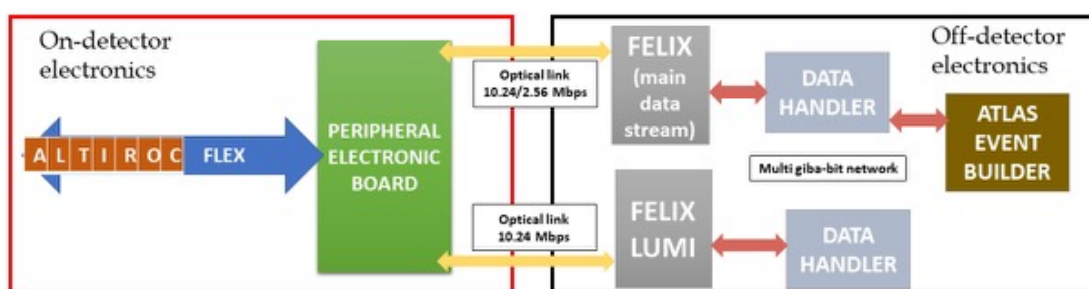 On-detector
electronics
ALTIROC FLEX
PERIPHERAL
ELECTRONIC
BOARD
Optical link
10.24/2.56 Mbps
Optical link
10.24 Mbps
FELIX
(main
data
stream)
DATA
HANDLER
Off-detector
electronics
ATLAS
EVENT
BUILDER
Multi giba-bit network
FELIX
LUMI
DATA
HANDLER